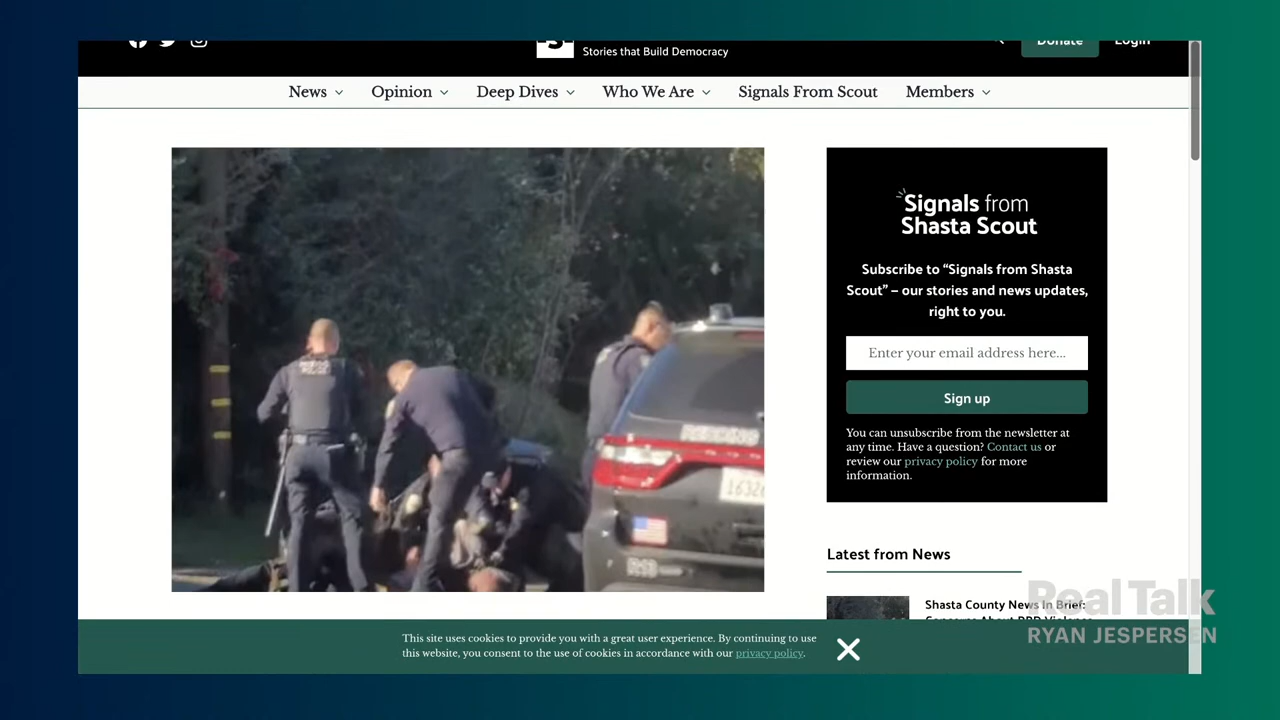 Donate
Login
Stories that Build Democracy
News
Opinion
Deep Dives
Who We Are
Signals From Scout
Members
Signals from
Shasta Scout
Subscribe to “Signals from Shasta
Scout” – our stories and news updates,
right to you.
Enter your email address here...
Sign up
You can unsubscribe from the newsletter at
any time. Have a question? Contact us or
review our privacy policy for more
information.
Latest from News
Shasta County News In Brief:
This site uses cookies to provide you with a great user experience. By continuing to use
this website, you consent to the use of cookies in accordance with our privacy policy.
Real Talk
RYAN JESPERSEN